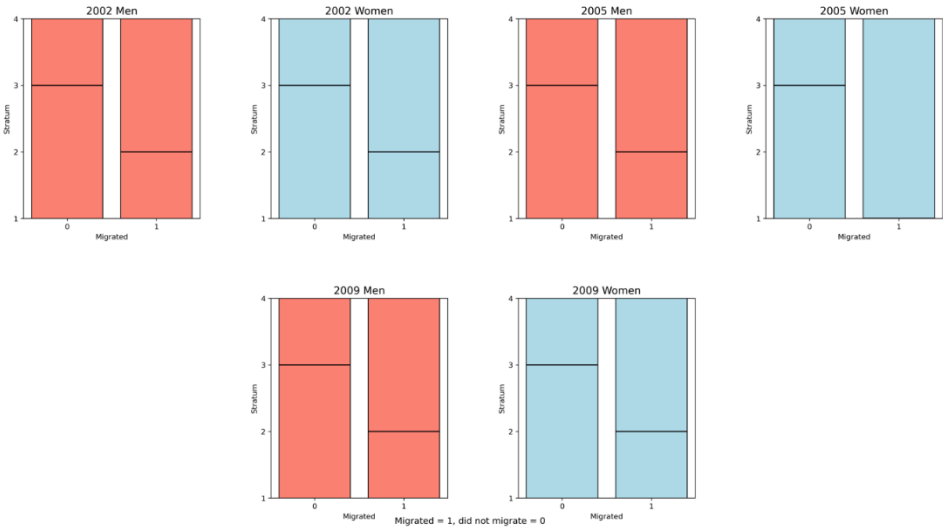 2002 Men
4
3
2
1
Stratum
0 1
Migrated
2002 Women
4
3
2
1
Stratum
0 1
Migrated
2005 Men
4
3
2
1
Stratum
0 1
Migrated
2005 Women
4
3
2
1
Stratum
0 1
Migrated
2009 Men
4
3
2
1
Stratum
0 1
Migrated
2009 Women
4
3
2
1
Stratum
0 1
Migrated
Migrated = 1, did not migrate = 0